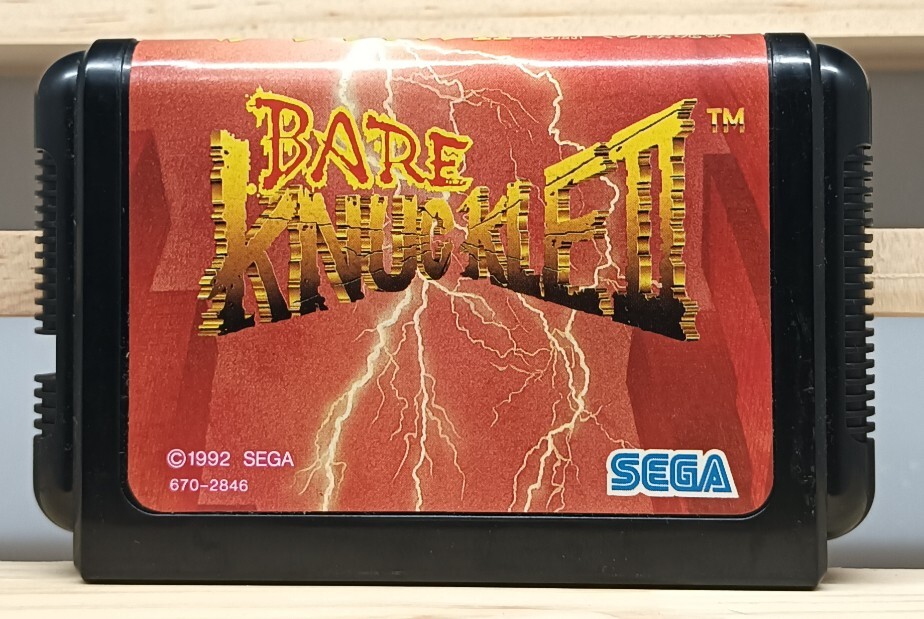 BARE
KNUCKLE II
TM
©1992 SEGA
670-2846
SEGA